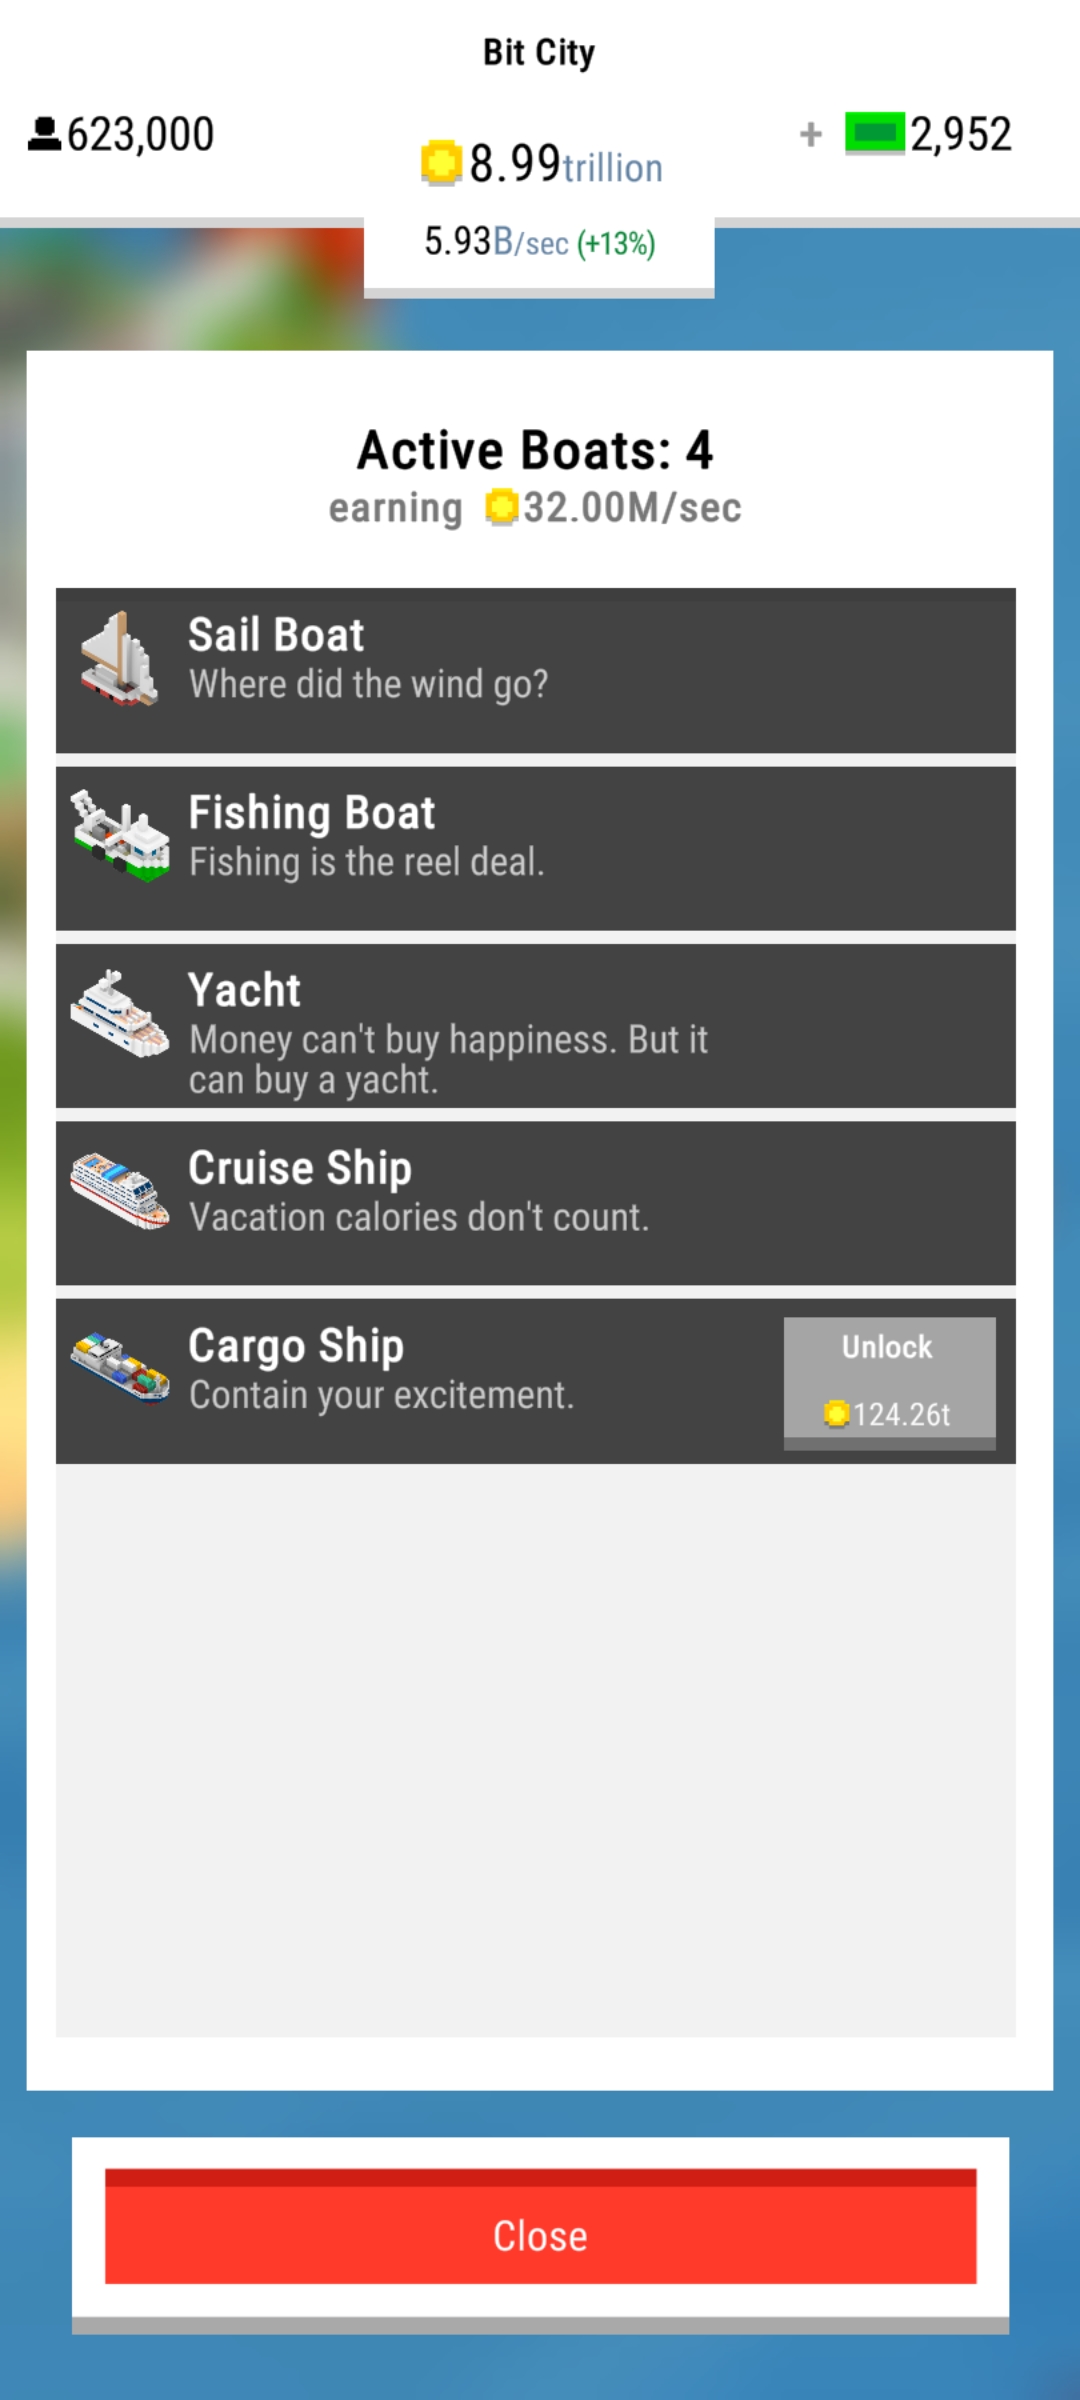 Bit City
623,000
8.99trillion
+ 2,952
5.93B/sec (+13%)
Active Boats: 4
earning 32.00M/sec
Sail Boat
Where did the wind go?
Fishing Boat
Fishing is the reel deal.
Yacht
Money can't buy happiness. But it
can buy a yacht.
Cruise Ship
Vacation calories don't count.
Cargo Ship
Contain your excitement.
Unlock
124.26t
Close